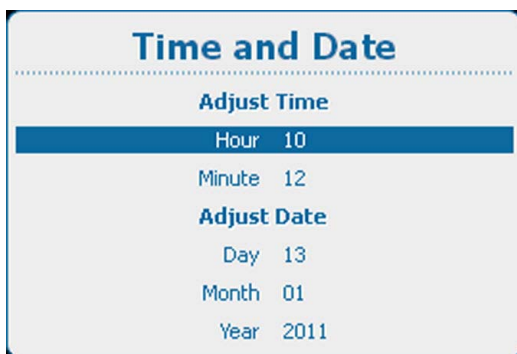 Time and Date
Adjust Time
Hour 10
Minute 12
Adjust Date
Day 13
Month 01
Year 2011